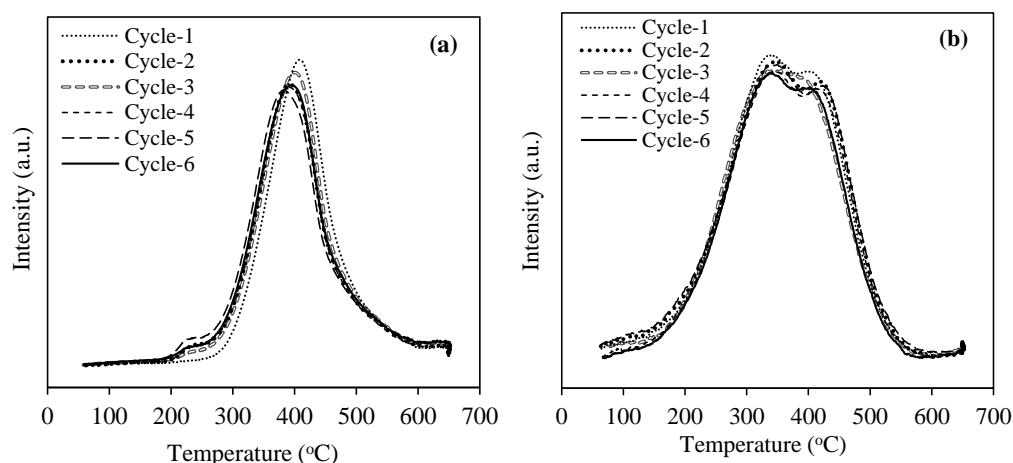 (a)
Cycle-1
Cycle-2
Cycle-3
Cycle-4
Cycle-5
Cycle-6
Intensity (a.u.)
0 100 200 300 400 500 600 700
Temperature (°C)
(b)
Cycle-1
Cycle-2
Cycle-3
Cycle-4
Cycle-5
Cycle-6
Intensity (a.u.)
0 100 200 300 400 500 600 700
Temperature (°C)